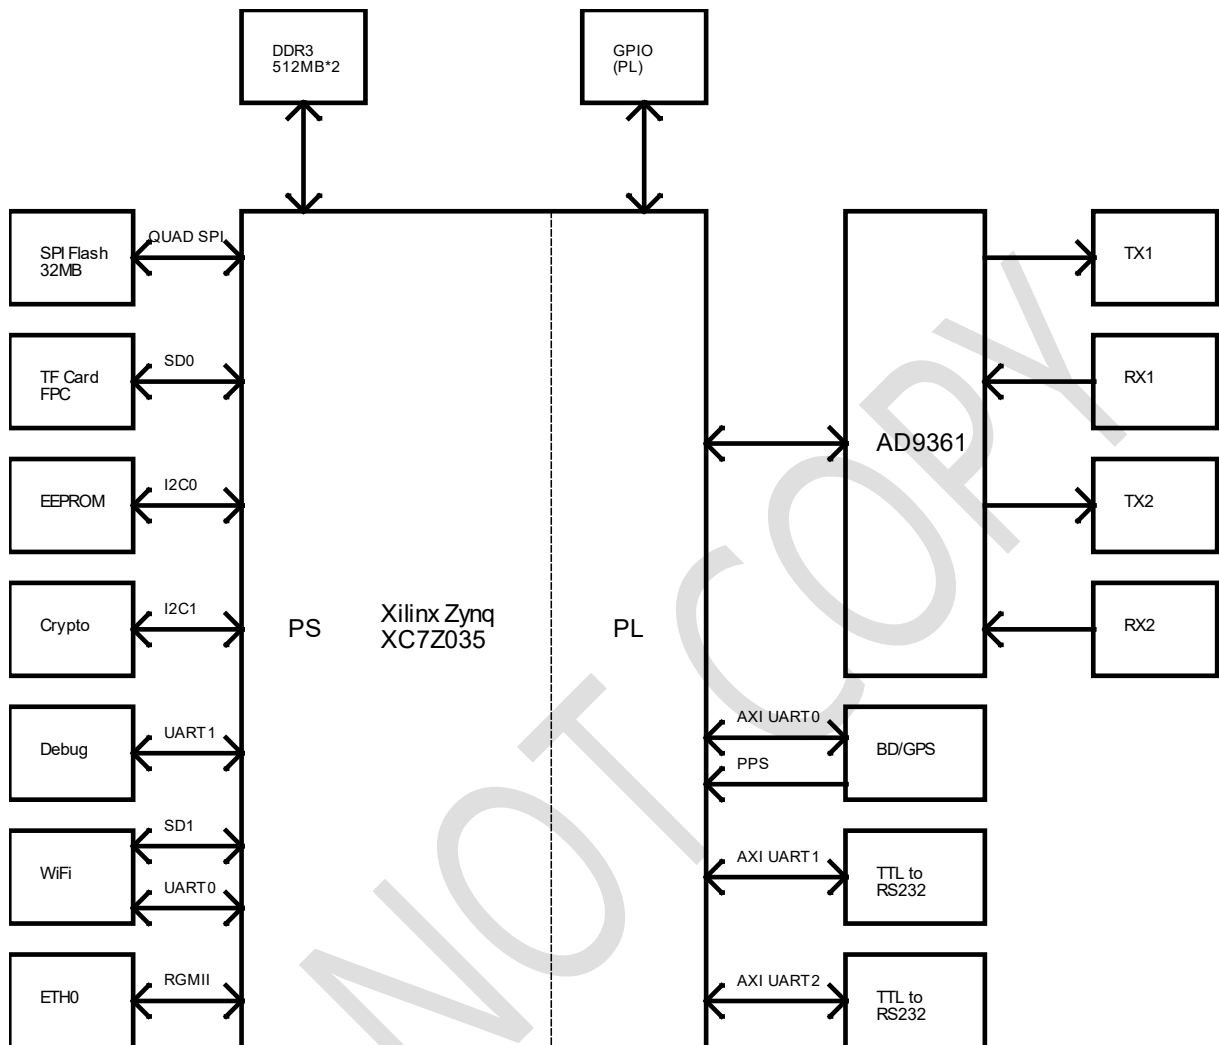 DDR3
512MB*2
GPIO
(PL)
SPI Flash
32MB
QUAD SPI
TF Card
FPC
SD0
EEPROM
I2C0
Crypto
I2C1
Debug
UART1
WiFi
SD1
UART0
ETH0
RGMII
PS
Xilinx Zynq
XC7Z035
PL
AD9361
TX1
RX1
TX2
RX2
AXI UART0
PPS
BD/GPS
AXI UART1
TTL to
RS232
AXI UART2
TTL to
RS232
NOT COPY